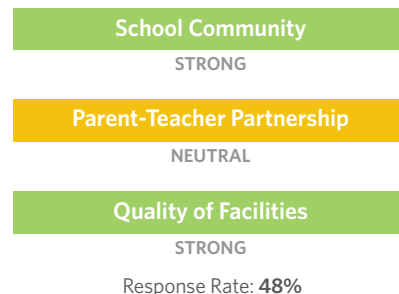 School Community
STRONG
Parent-Teacher Partnership
NEUTRAL
Quality of Facilities
STRONG
Response Rate: 48%